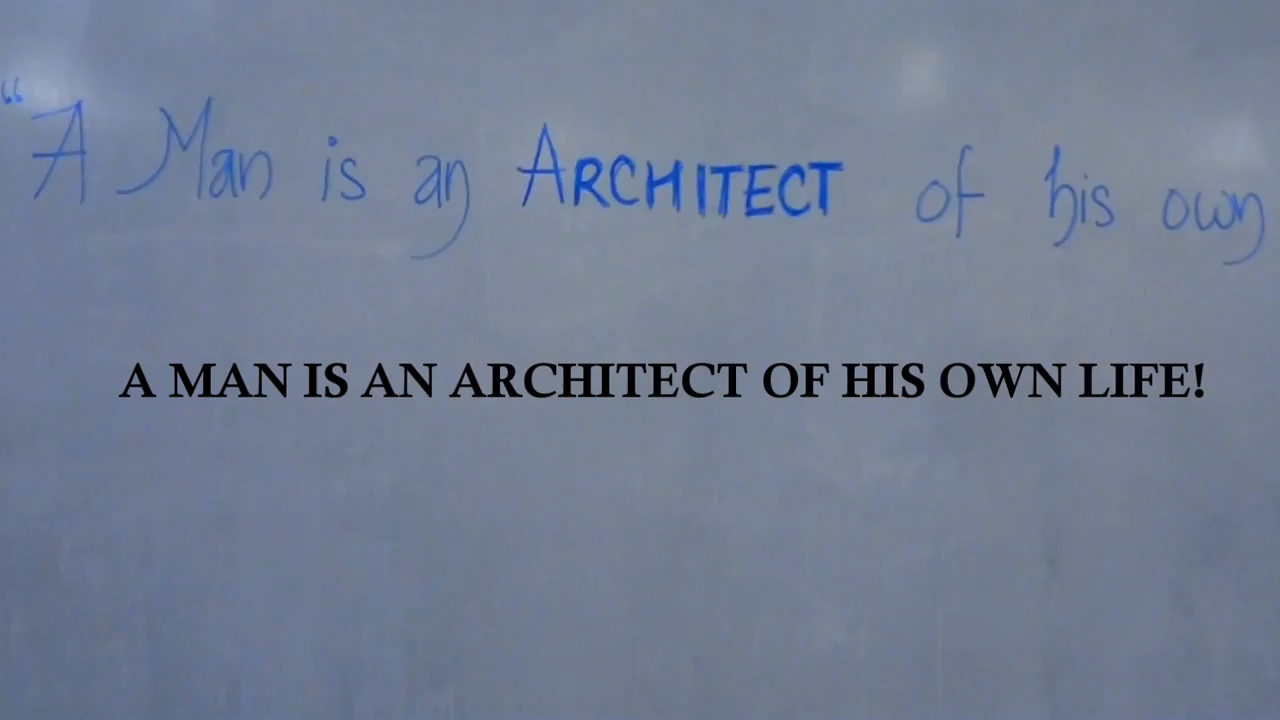 “A Man is an ARCHITECT of his own
A MAN IS AN ARCHITECT OF HIS OWN LIFE!